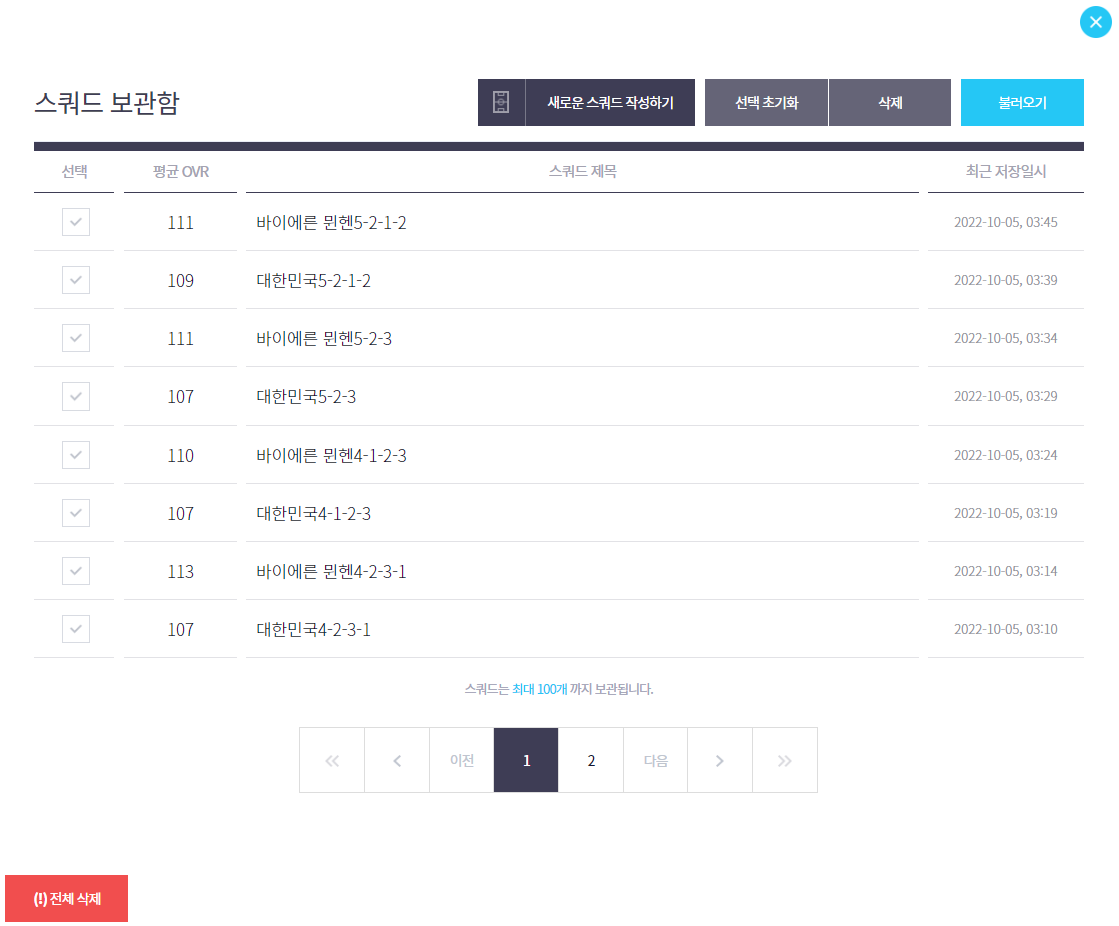 스쿼드 보관함
새로운 스쿼드 작성하기 선택 초기화 삭제 불러오기
선택 평균 OVR 스쿼드 제목 최근 저장일시
111 바이에른 뮌헨5-2-1-2 2022-10-05, 03:45
109 대한민국5-2-1-2 2022-10-05, 03:39
111 바이에른 뮌헨5-2-3 2022-10-05, 03:34
107 대한민국5-2-3 2022-10-05, 03:29
110 바이에른 뮌헨4-1-2-3 2022-10-05, 03:24
107 대한민국4-1-2-3 2022-10-05, 03:19
113 바이에른 뮌헨4-2-3-1 2022-10-05, 03:14
107 대한민국4-2-3-1 2022-10-05, 03:10
스쿼드는 최대 100개 까지 보관됩니다.
이전 1 2 다음
(!) 전체 삭제